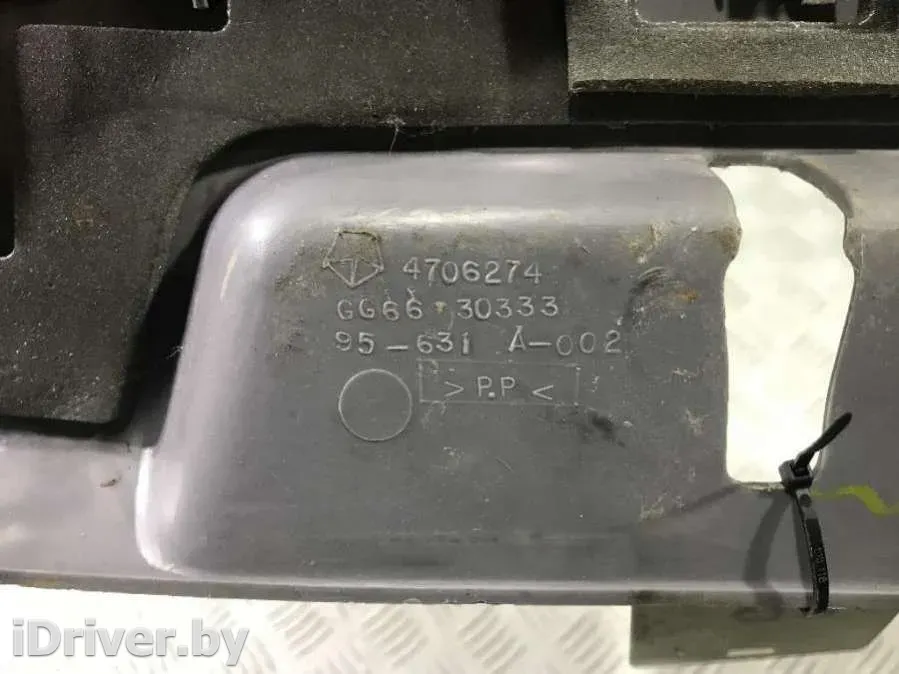 4706274
GG66 30333
95-631 A-002
> P.P <
iDriver.by